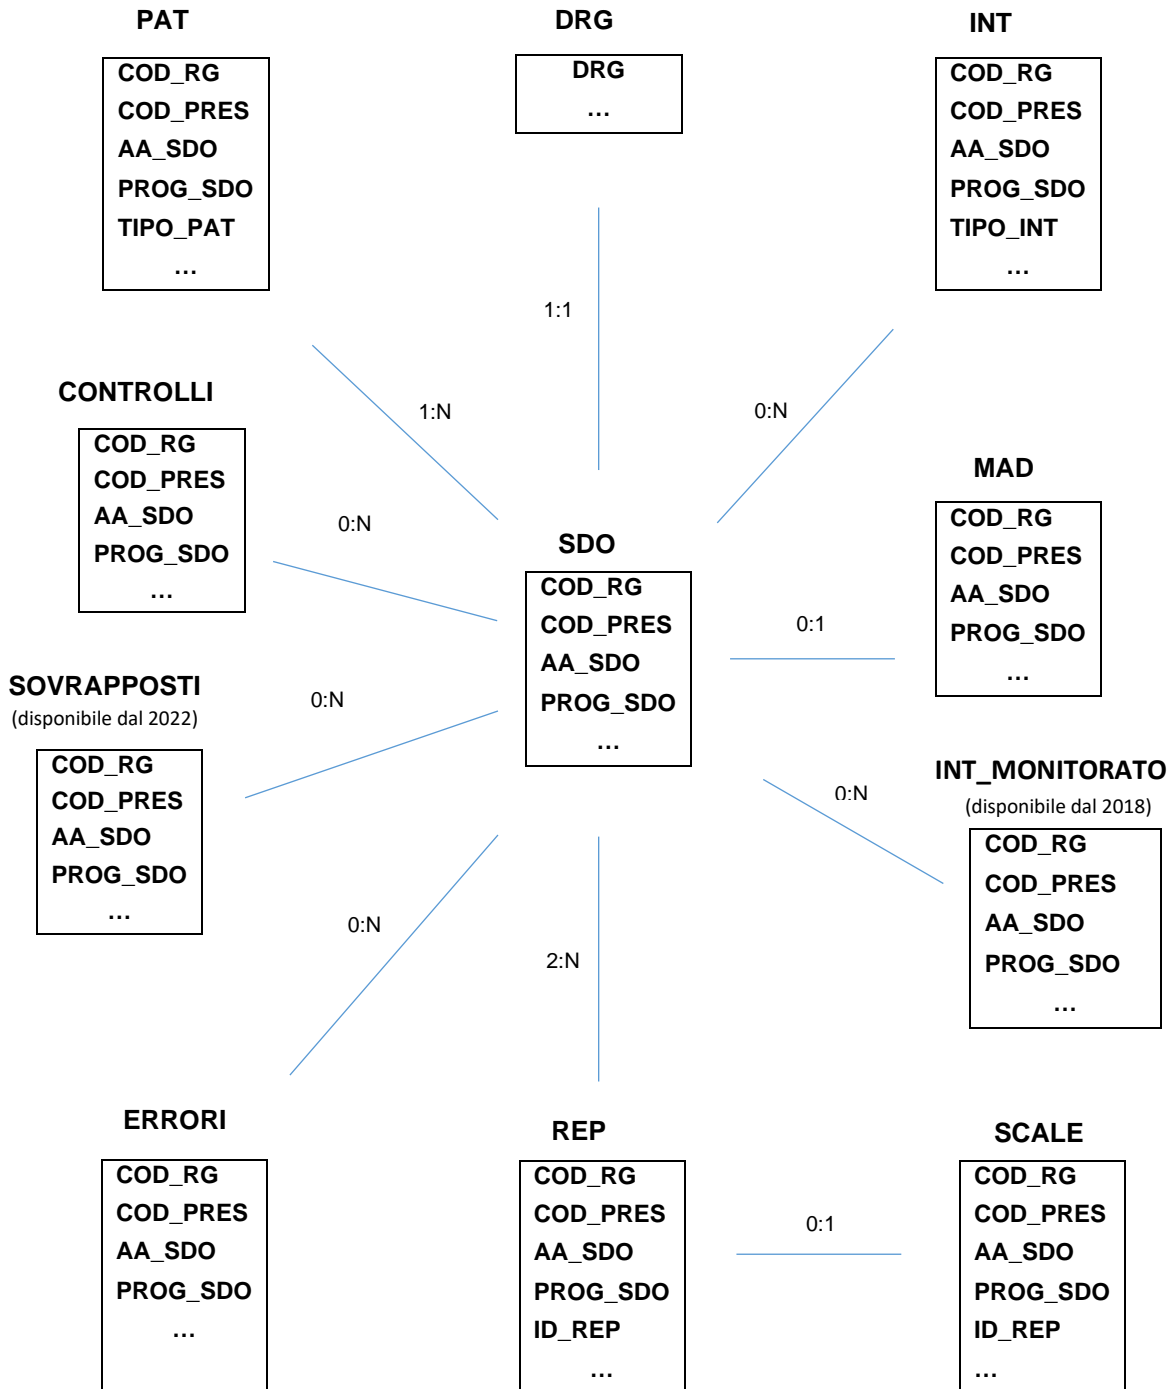 PAT
COD_RG
COD_PRES
AA_SDO
PROG_SDO
TIPO_PAT
...
DRG
DRG
...
INT
COD_RG
COD_PRES
AA_SDO
PROG_SDO
TIPO_INT
...
1:1
1:N
0:N
CONTROLLI
COD_RG
COD_PRES
AA_SDO
PROG_SDO
...
0:N
SDO
COD_RG
COD_PRES
AA_SDO
PROG_SDO
...
MAD
COD_RG
COD_PRES
AA_SDO
PROG_SDO
...
0:1
SOVRAPPOSTI
(disponibile dal 2022)
COD_RG
COD_PRES
AA_SDO
PROG_SDO
...
0:N
INT_MONITORATO
(disponibile dal 2018)
COD_RG
COD_PRES
AA_SDO
PROG_SDO
...
0:N
0:N
2:N
ERRORI
COD_RG
COD_PRES
AA_SDO
PROG_SDO
...
REP
COD_RG
COD_PRES
AA_SDO
PROG_SDO
ID_REP
...
0:1
SCALE
COD_RG
COD_PRES
AA_SDO
PROG_SDO
ID_REP
...